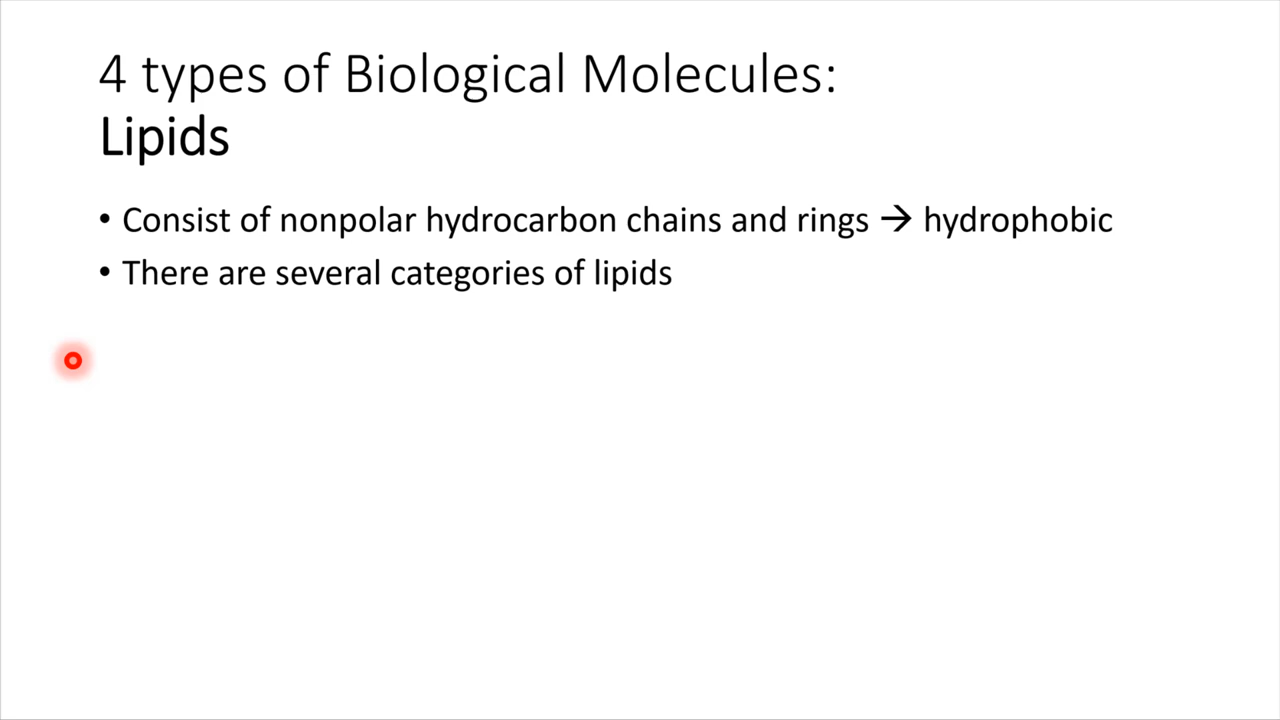 4 types of Biological Molecules:
Lipids
• Consist of nonpolar hydrocarbon chains and rings → hydrophobic
• There are several categories of lipids